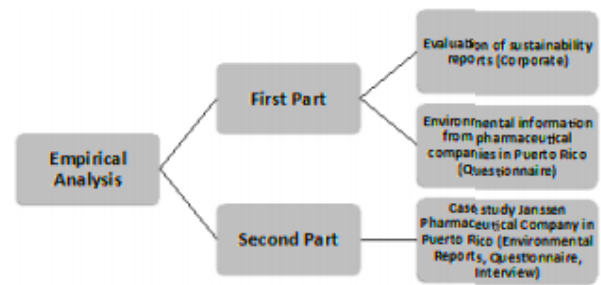 Empirical
Analysis
First Part
Evaluation of sustainability
reports (Corporate)
Environmental information
from pharmaceutical
companies in Puerto Rico
(Questionnaire)
Second Part
Case study Janssen
Pharmaceutical Company in
Puerto Rico (Environmental
Reports, Questionnaire,
Interview)